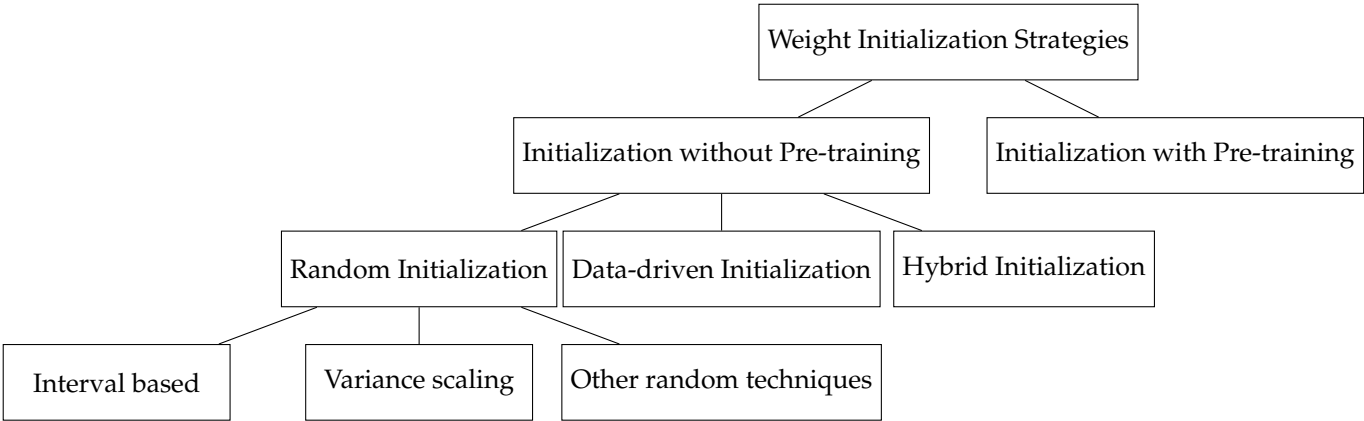 Weight Initialization Strategies
Initialization without Pre-training
Initialization with Pre-training
Random Initialization
Data-driven Initialization
Hybrid Initialization
Interval based
Variance scaling
Other random techniques